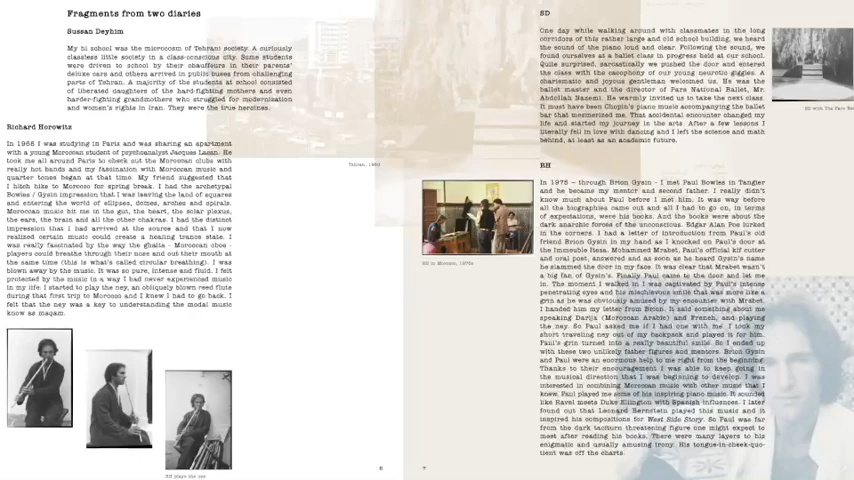 Fragments from two diaries
Sussan Deyhim
My hi school was the microcosm of Tehrani society. A curiously
classless little society in a class-conscious city. Some students
were driven to school by their chauffeurs in their parents'
deluxe cars and others arrived in public buses from challenging
parts of Tehran. A majority of the students at school consisted
of liberated daughters of the hard-fighting mothers and even
harder-fighting grandmothers who struggled for modernisation
and women's rights in Iran. They were the true heroines.
Richard Horowitz
In 1968 I was studying in Paris and was sharing an apartment
with a student of psychoanalyst Jacques Lacan. He
took me all around Paris to check out the Moroccan clubs with
really hot bands and my fascination with Moroccan music and
quarter tones began at that time. My friend suggested that
I hitch hike to Morocco for spring break. I had the archetypal
Bowles / Gysin impression that I was leaving the land of squares
and entering the world of ellipses, domes, arches and spirals.
Moroccan music hit me in the gut, the heart, the solar plexus,
the ears, the brain and all the other chakras. I had the distinct
impression that I had arrived at the source and that I now
realized certain music could create a healing trance state. I
was really fascinated by the way the ghaita - Moroccan oboe -
players could breathe through their nose and out their mouth at
the same time (this is what's called circular breathing). I was
blown away by the music. It was so pure, intense and fluid. I felt
protected by the music in a way I had never experienced music
in my life. I started to play the ney, an obliquely blown reed flute
during that first trip to Morocco and I knew I had to go back. I
felt that the ney was a key to understanding the modal music
know as maqam.
RH plays the ney
Tehran,
6
7
SD
One day while walking around with classmates in the long
corridors of this rather large and old school building, we heard
the sound of the piano loud and clear. Following the sound, we
found ourselves at a ballet class in progress held at our school.
Quite surprised, sarcastically we pushed the door and entered
the class with the cacophony of our young neurotic giggles. A
charismatic and joyous gentleman welcomed us. He was the
ballet master and the director of Pars National Ballet, Mr.
Abdollah Nazemi. He warmly invited us to take the next class.
It must have been Chopin's piano music accompanying the ballet
bar that mesmerized me. That accidental encounter changed my
life and started my journey in the arts. After a few lessons I
literally fell in love with dancing and I left the science and math
behind, at least as an academic future.
SD with The Pars Na
RH in Morocco, 1970s
RH
In 1975 – through Brion Gysin - I met Paul Bowles in Tangier
and he became my mentor and second father. I really didn't
know much about Paul before I met him. It was way before
all the biographies came out and all I had to go on, in terms
of expectations, were his books. And the books were about the
dark anarchic forces of the unconscious. Edgar Alan Poe lurked
in the corners. I had a letter of introduction from Paul's old
friend Brion Gysin in my hand as I knocked on Paul's door at
the Immeuble Itesa. Mohammed Mrabet, Paul's official kif cutter
and oral poet, answered and as soon as he heard Gysin's name
he slammed the door in my face. It was clear that Mrabet wasn't
a big fan of Gysin. Finally Paul came to the door and let me
in. The moment I walked in I was captivated by Paul's intense
penetrating eyes and his mischievous smile that was more like a
grin as he was obviously amused by my encounter with Mrabet.
I handed him my letter from Brion. It said something about me
speaking Darija (Moroccan Arabic) and French, and playing
the ney. So Paul asked me if I had one with me. I took my
short traveling ney out of my backpack and played it for him.
Paul's grin turned into a really beautiful smile. So I ended up
with these two unlikely father figures and mentors. Brion Gysin
and Paul were an enormous help to me right from the beginning.
Thanks to their encouragement I was able to keep going in
the musical direction that I was beginning to develop. I was
interested in combining Moroccan music with other music that I
knew. Paul played me some of his inspiring piano music. It sounded
like Ravel meets Duke Ellington with Spanish influences. I later
found out that Leonard Bernstein played this music and it
inspired his compositions for West Side Story. So Paul was far
from the dark taciturn threatening figure one might expect to
meet after reading his books. There were many layers to his
enigmatic and usually amusing irony. His tongue-in-cheek-quo-
tient was off the charts.